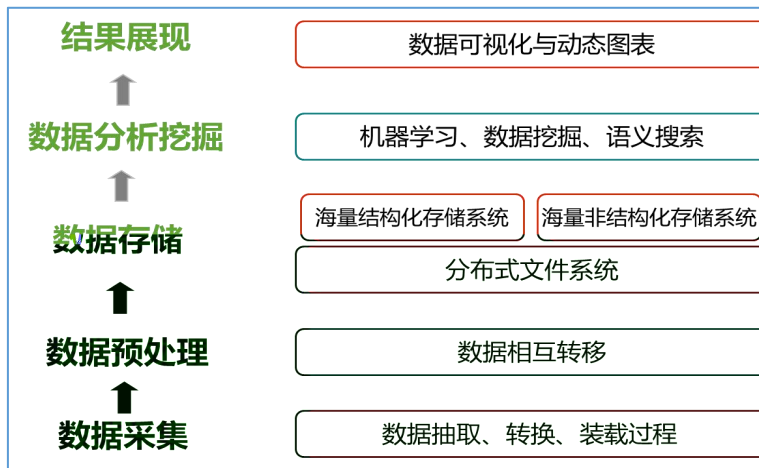 结果展现
数据可视化与动态图表
数据分析挖掘
机器学习、数据挖掘、语义搜索
数据存储
海量结构化存储系统
海量非结构化存储系统
分布式文件系统
数据预处理
数据相互转移
数据采集
数据抽取、转换、装载过程